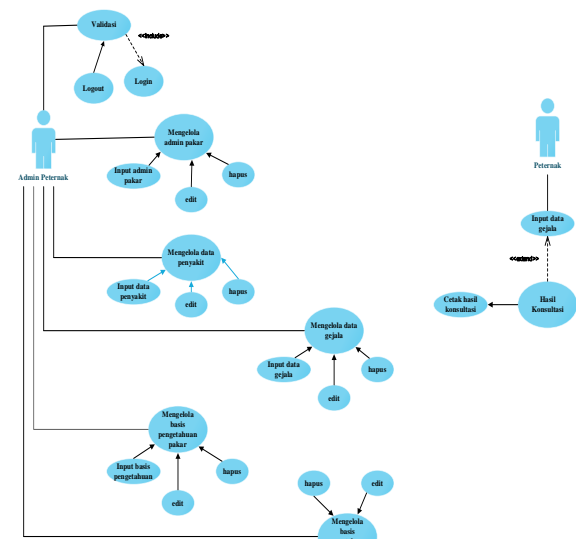 Validasi
<<include>>
Logout
Login
Admin Peternak
Mengelola
admin pakar
Input admin
pakar
edit
hapus
Mengelola data
penyakit
Input data
penyakit
edit
hapus
Mengelola data
gejala
Input data
gejala
edit
hapus
Mengelola
basis
pengetahuan
pakar
Input basis
pengetahuan
edit
hapus
hapus
edit
Mengelola
basis
Peternak
Input data
gejala
<<extend>>
Cetak hasil
konsultasi
Hasil
Konsultasi